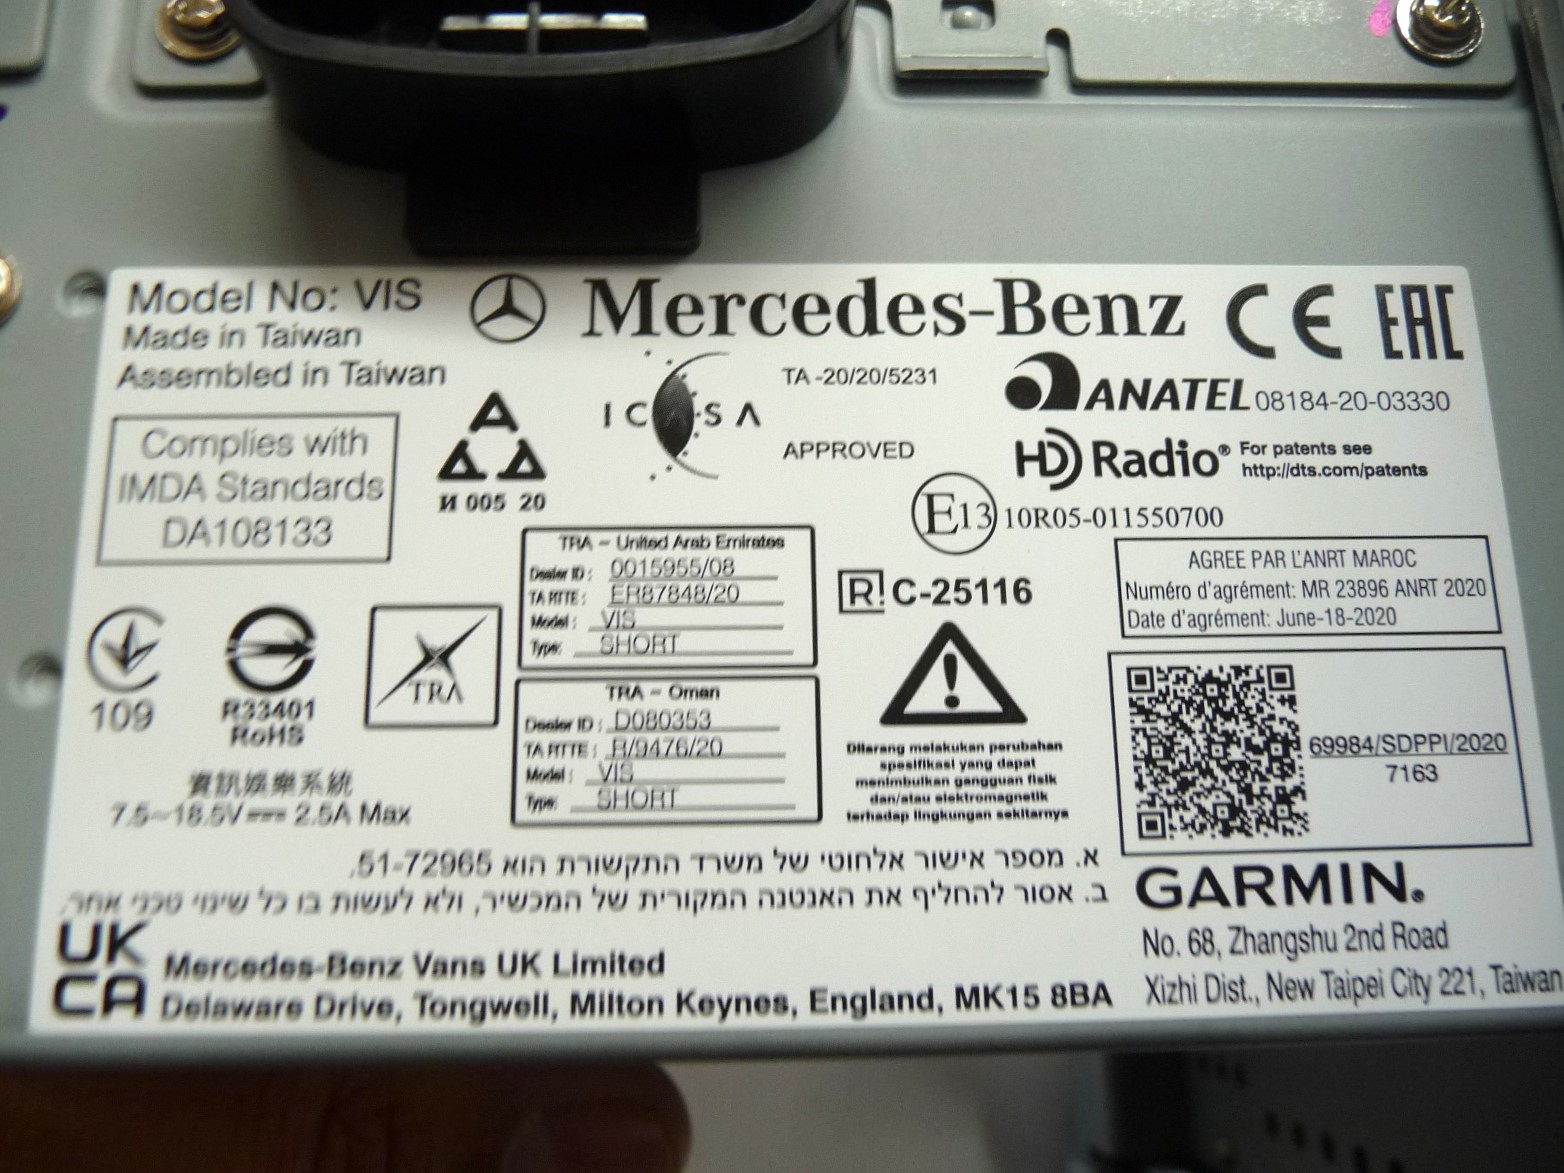 Model No: VIS
Made in Taiwan
Assembled in Taiwan
Mercedes-Benz
CE
EAC
Complies with
IMDA Standards
DA108133
И 005 20
ICASA
TA -20/20/5231
APPROVED
ANATEL 08184-20-03330
HD Radio® For patents see
http://dts.com/patents
E13 10R05-011550700
TRA - United Arab Emirates
Dealer ID : 0015955/08
TA RTTE : ER87848/20
Model : VIS
Type: SHORT
R! C-25116
AGREE PAR L'ANRT MAROC
Numéro d'agrément: MR 23896 ANRT 2020
Date d'agrément: June-18-2020
109
R33401
RoHS
TRA
TRA - Oman
Dealer ID : D080353
TA RTTE : R/9476/20
Model : VIS
Type: SHORT
Dilarang melakukan perubahan
spesifikasi yang dapat
menimbulkan gangguan fisik
dan/atau elektromagnetik
terhadap lingkungan sekitarnya
69984/SDPPI/2020
7163
資訊娛樂系統
7.5~18.5V 2.5A Max
א. מספר אישור אלחוטי של משרד התקשורת הוא 51-72965.
ב. אסור להחליף את האנטנה המקורית של המכשיר, ולא לעשות בו כל שינוי טכני אחר.
UK
CA
Mercedes-Benz Vans UK Limited
Delaware Drive, Tongwell, Milton Keynes, England, MK15 8BA
GARMIN.
No. 68, Zhangshu 2nd Road
Xizhi Dist., New Taipei City 221, Taiwan